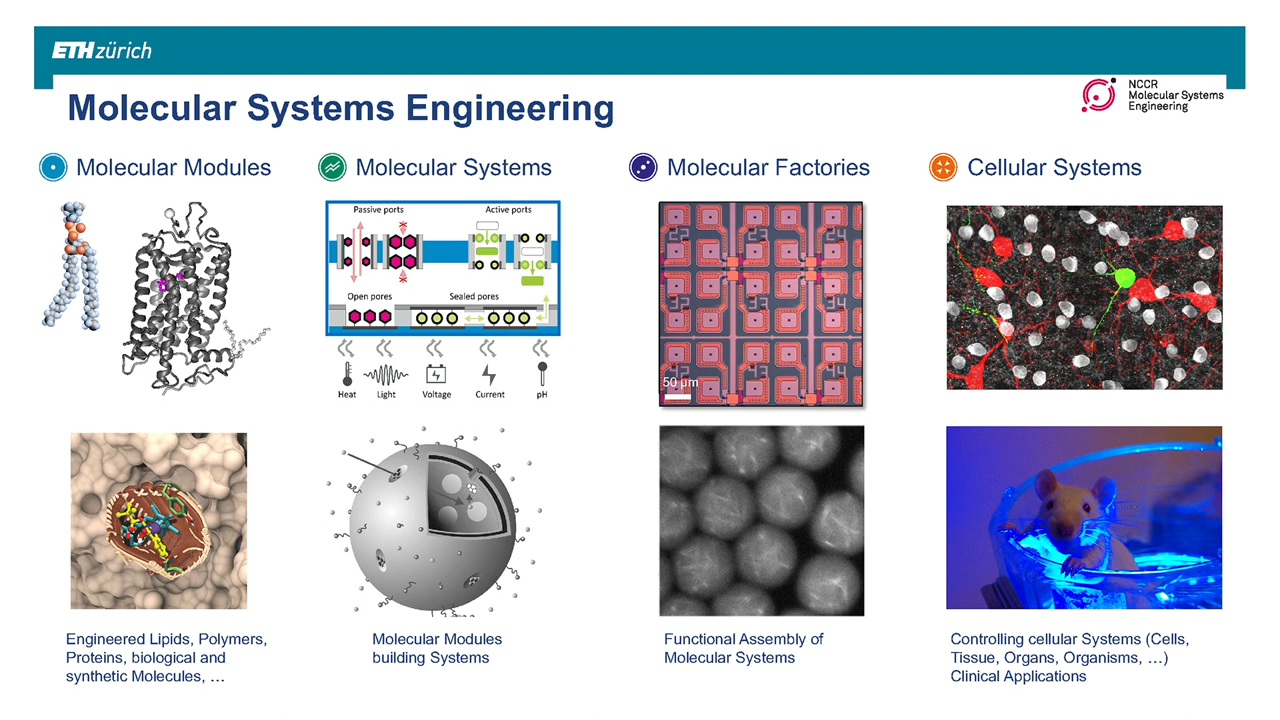 ETH zürich
Molecular Systems Engineering
NCCR
Molecular Systems
Engineering
Molecular Modules
Molecular Systems
Molecular Factories
Cellular Systems
Passive ports
Active ports
Open pores
Sealed pores
Heat
Light
Voltage
Current
pH
50 µm
Engineered Lipids, Polymers,
Proteins, biological and
synthetic Molecules, …
Molecular Modules
building Systems
Functional Assembly of
Molecular Systems
Controlling cellular Systems (Cells,
Tissue, Organs, Organisms, …)
Clinical Applications